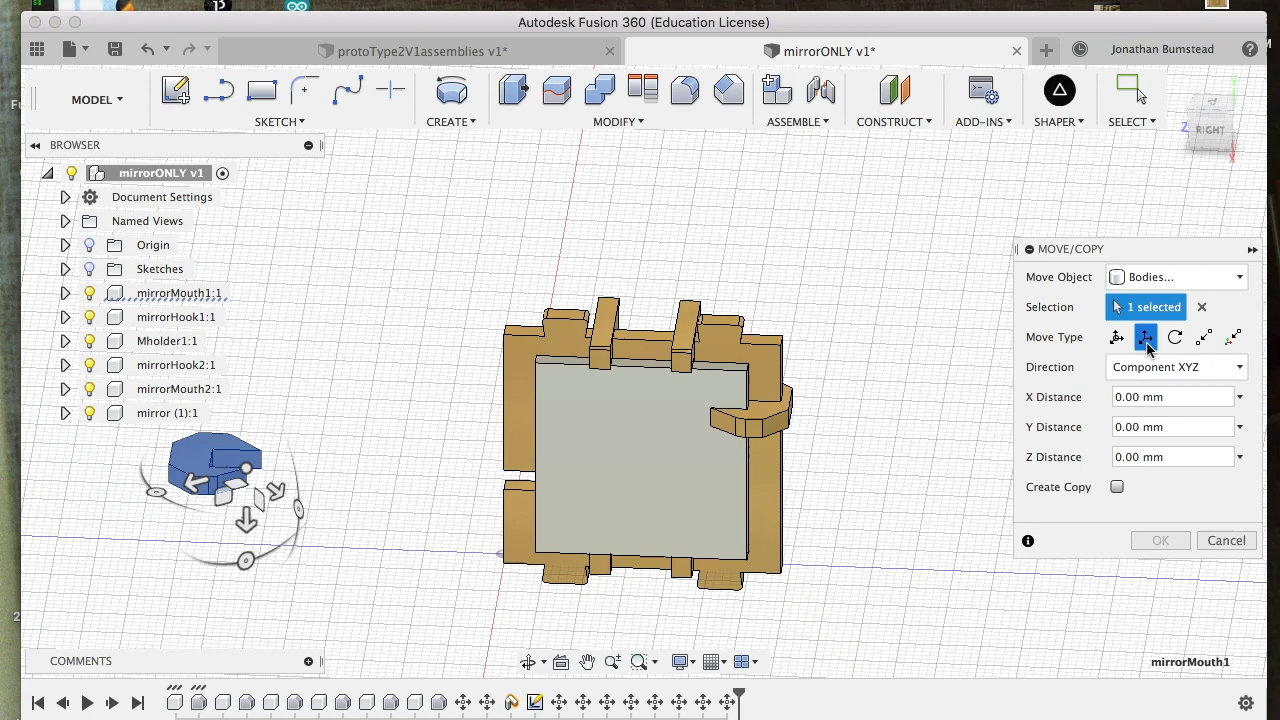 Autodesk Fusion 360 (Education License)
protoType2V1assemblies v1*
mirrorONLY v1*
Jonathan Bumstead
MODEL
SKETCH
CREATE
MODIFY
ASSEMBLE
CONSTRUCT
ADD-INS
SHAPER
SELECT
Z
RIGHT
X
BROWSER
mirrorONLY v1
Document Settings
Named Views
Origin
Sketches
mirrorMouth1:1
mirrorHook1:1
Mholder1:1
mirrorHook2:1
mirrorMouth2:1
mirror (1):1
MOVE/COPY
Move Object Bodies...
Selection 1 selected
Move Type
Direction Component XYZ
X Distance 0.00 mm
Y Distance 0.00 mm
Z Distance 0.00 mm
Create Copy
OK Cancel
COMMENTS
mirrorMouth1